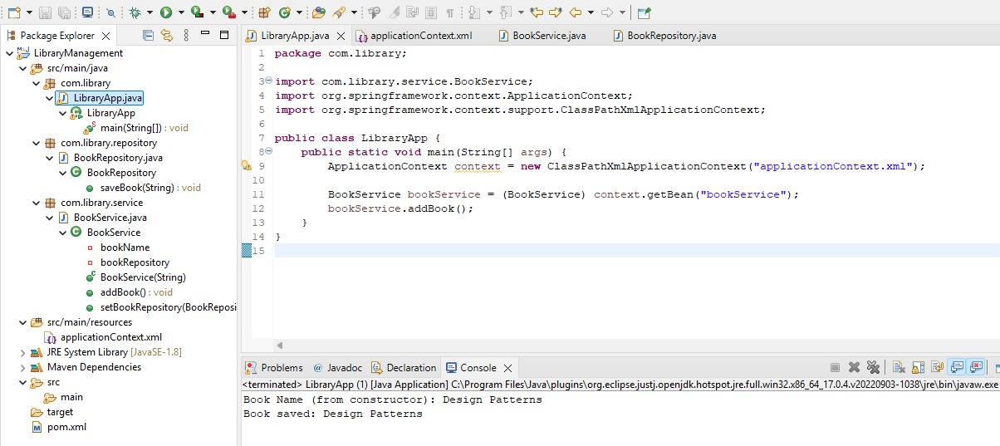 Package Explorer
LibraryManagement
src/main/java
com.library
LibraryApp.java
LibraryApp
main(String[]) : void
com.library.repository
BookRepository.java
BookRepository
saveBook(String) : void
com.library.service
BookService.java
BookService
bookName
bookRepository
BookService(String)
addBook() : void
setBookRepository(BookReposi
src/main/resources
applicationContext.xml
JRE System Library [JavaSE-1.8]
Maven Dependencies
src
main
target
pom.xml
LibraryApp.java applicationContext.xml BookService.java BookRepository.java
1 package com.library;
2
3 import com.library.service.BookService;
4 import org.springframework.context.ApplicationContext;
5 import org.springframework.context.support.ClassPathXmlApplicationContext;
6
7 public class LibraryApp {
8 public static void main(String[] args) {
9 ApplicationContext context = new ClassPathXmlApplicationContext("applicationContext.xml");
10
11 BookService bookService = (BookService) context.getBean("bookService");
12 bookService.addBook();
13 }
14 }
15
Problems @ Javadoc Declaration Console
<terminated> LibraryApp (1) [Java Application] C:\Program Files\Java\plugins\org.eclipse.justj.openjdk.hotspot.jre.full.win32.x86_64_17.0.4.v20220903-1038\jre\bin\javaw.exe
Book Name (from constructor): Design Patterns
Book saved: Design Patterns